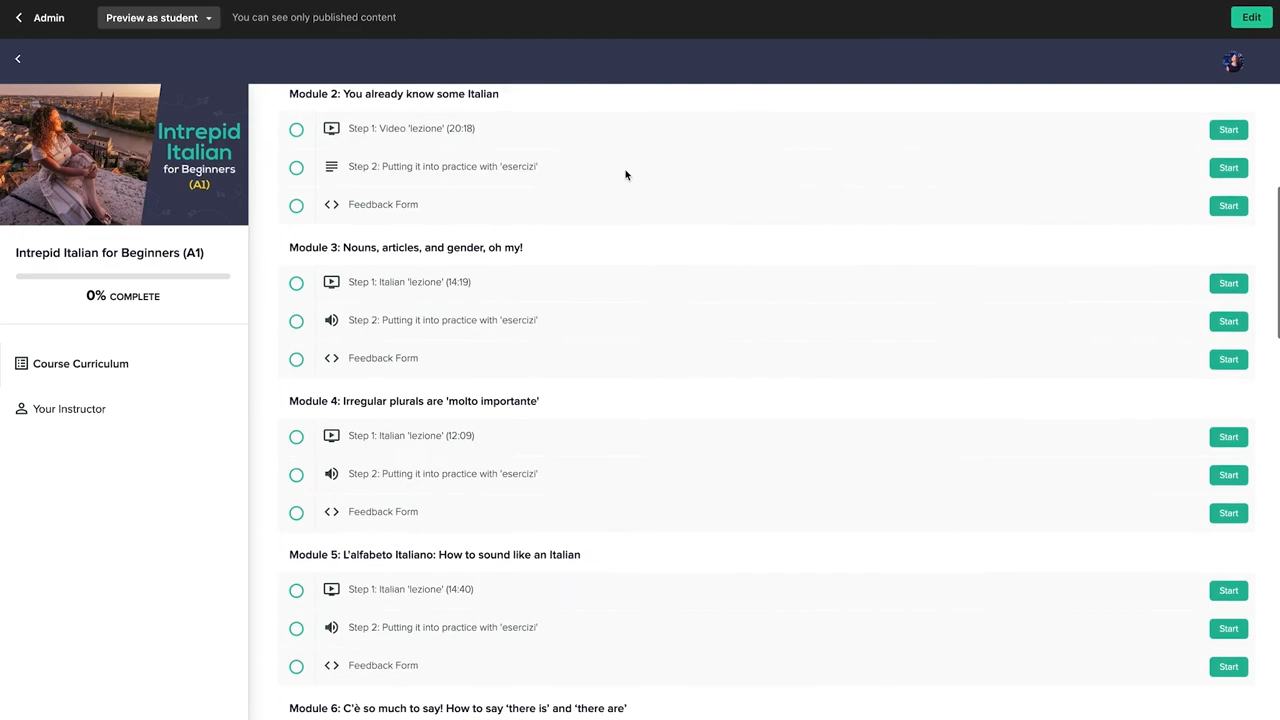 Admin
Preview as student
You can see only published content
Edit
Intrepid
Italian
for Beginners
(A1)
Intrepid Italian for Beginners (A1)
0% COMPLETE
Course Curriculum
Your Instructor
Module 2: You already know some Italian
Step 1: Video 'lezione' (20:18)
Start
Step 2: Putting it into practice with 'esercizi'
Start
Feedback Form
Start
Module 3: Nouns, articles, and gender, oh my!
Step 1: Italian 'lezione' (14:19)
Start
Step 2: Putting it into practice with 'esercizi'
Start
Feedback Form
Start
Module 4: Irregular plurals are 'molto importante'
Step 1: Italian 'lezione' (12:09)
Start
Step 2: Putting it into practice with 'esercizi'
Start
Feedback Form
Start
Module 5: L'alfabeto Italiano: How to sound like an Italian
Step 1: Italian 'lezione' (14:40)
Start
Step 2: Putting it into practice with 'esercizi'
Start
Feedback Form
Start
Module 6: C'è so much to say! How to say ‘there is’ and ‘there are’